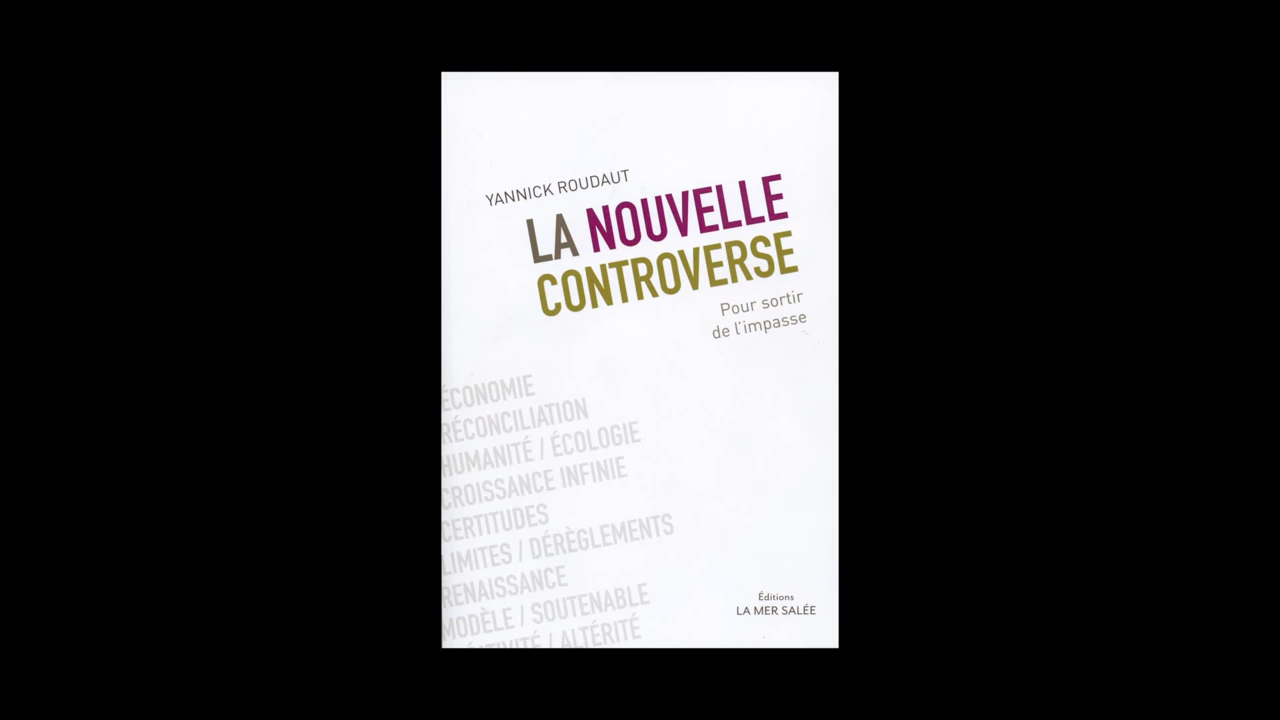 YANNICK ROUDAUT
LA NOUVELLE
CONTROVERSE
Pour sortir
de l'impasse
ÉCONOMIE
RÉCONCILIATION
HUMANITÉ / ÉCOLOGIE
CROISSANCE INFINIE
CERTITUDES
LIMITES / DÉRÈGLEMENTS
RENAISSANCE
MODÈLE / SOUTENABLE
/ ALTÉRITÉ
Éditions
LA MER SALÉE